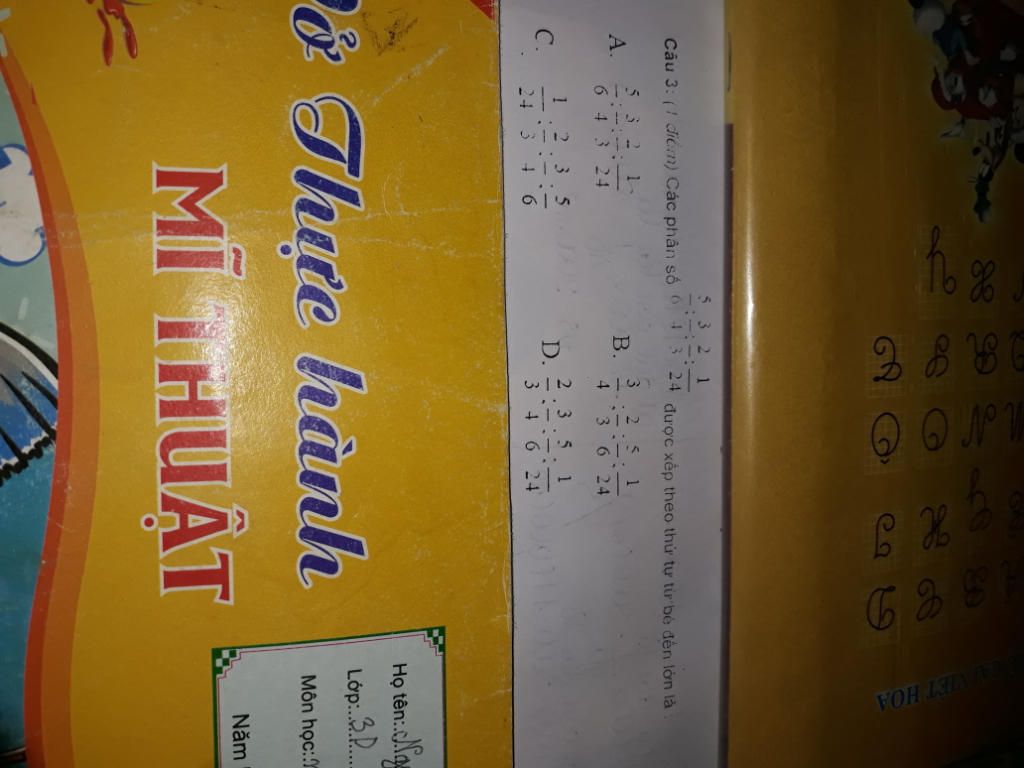 Câu 3: (1 điểm) Các phân số 5/6 ; 3/4 ; 2/3 ; 1/24 được xếp theo thứ tự từ bé đến lớn là :
A. 5/6 ; 3/4 ; 2/3 ; 1/24
B. 3/4 ; 2/3 ; 5/6 ; 1/24
C. 1/24 ; 2/3 ; 3/4 ; 5/6
D. 2/3 ; 3/4 ; 5/6 ; 1/24
Thực hành
MĨ THUẬT
Họ tên:
Lớp: 3D
Môn học:
Năm
VIẾT HOA